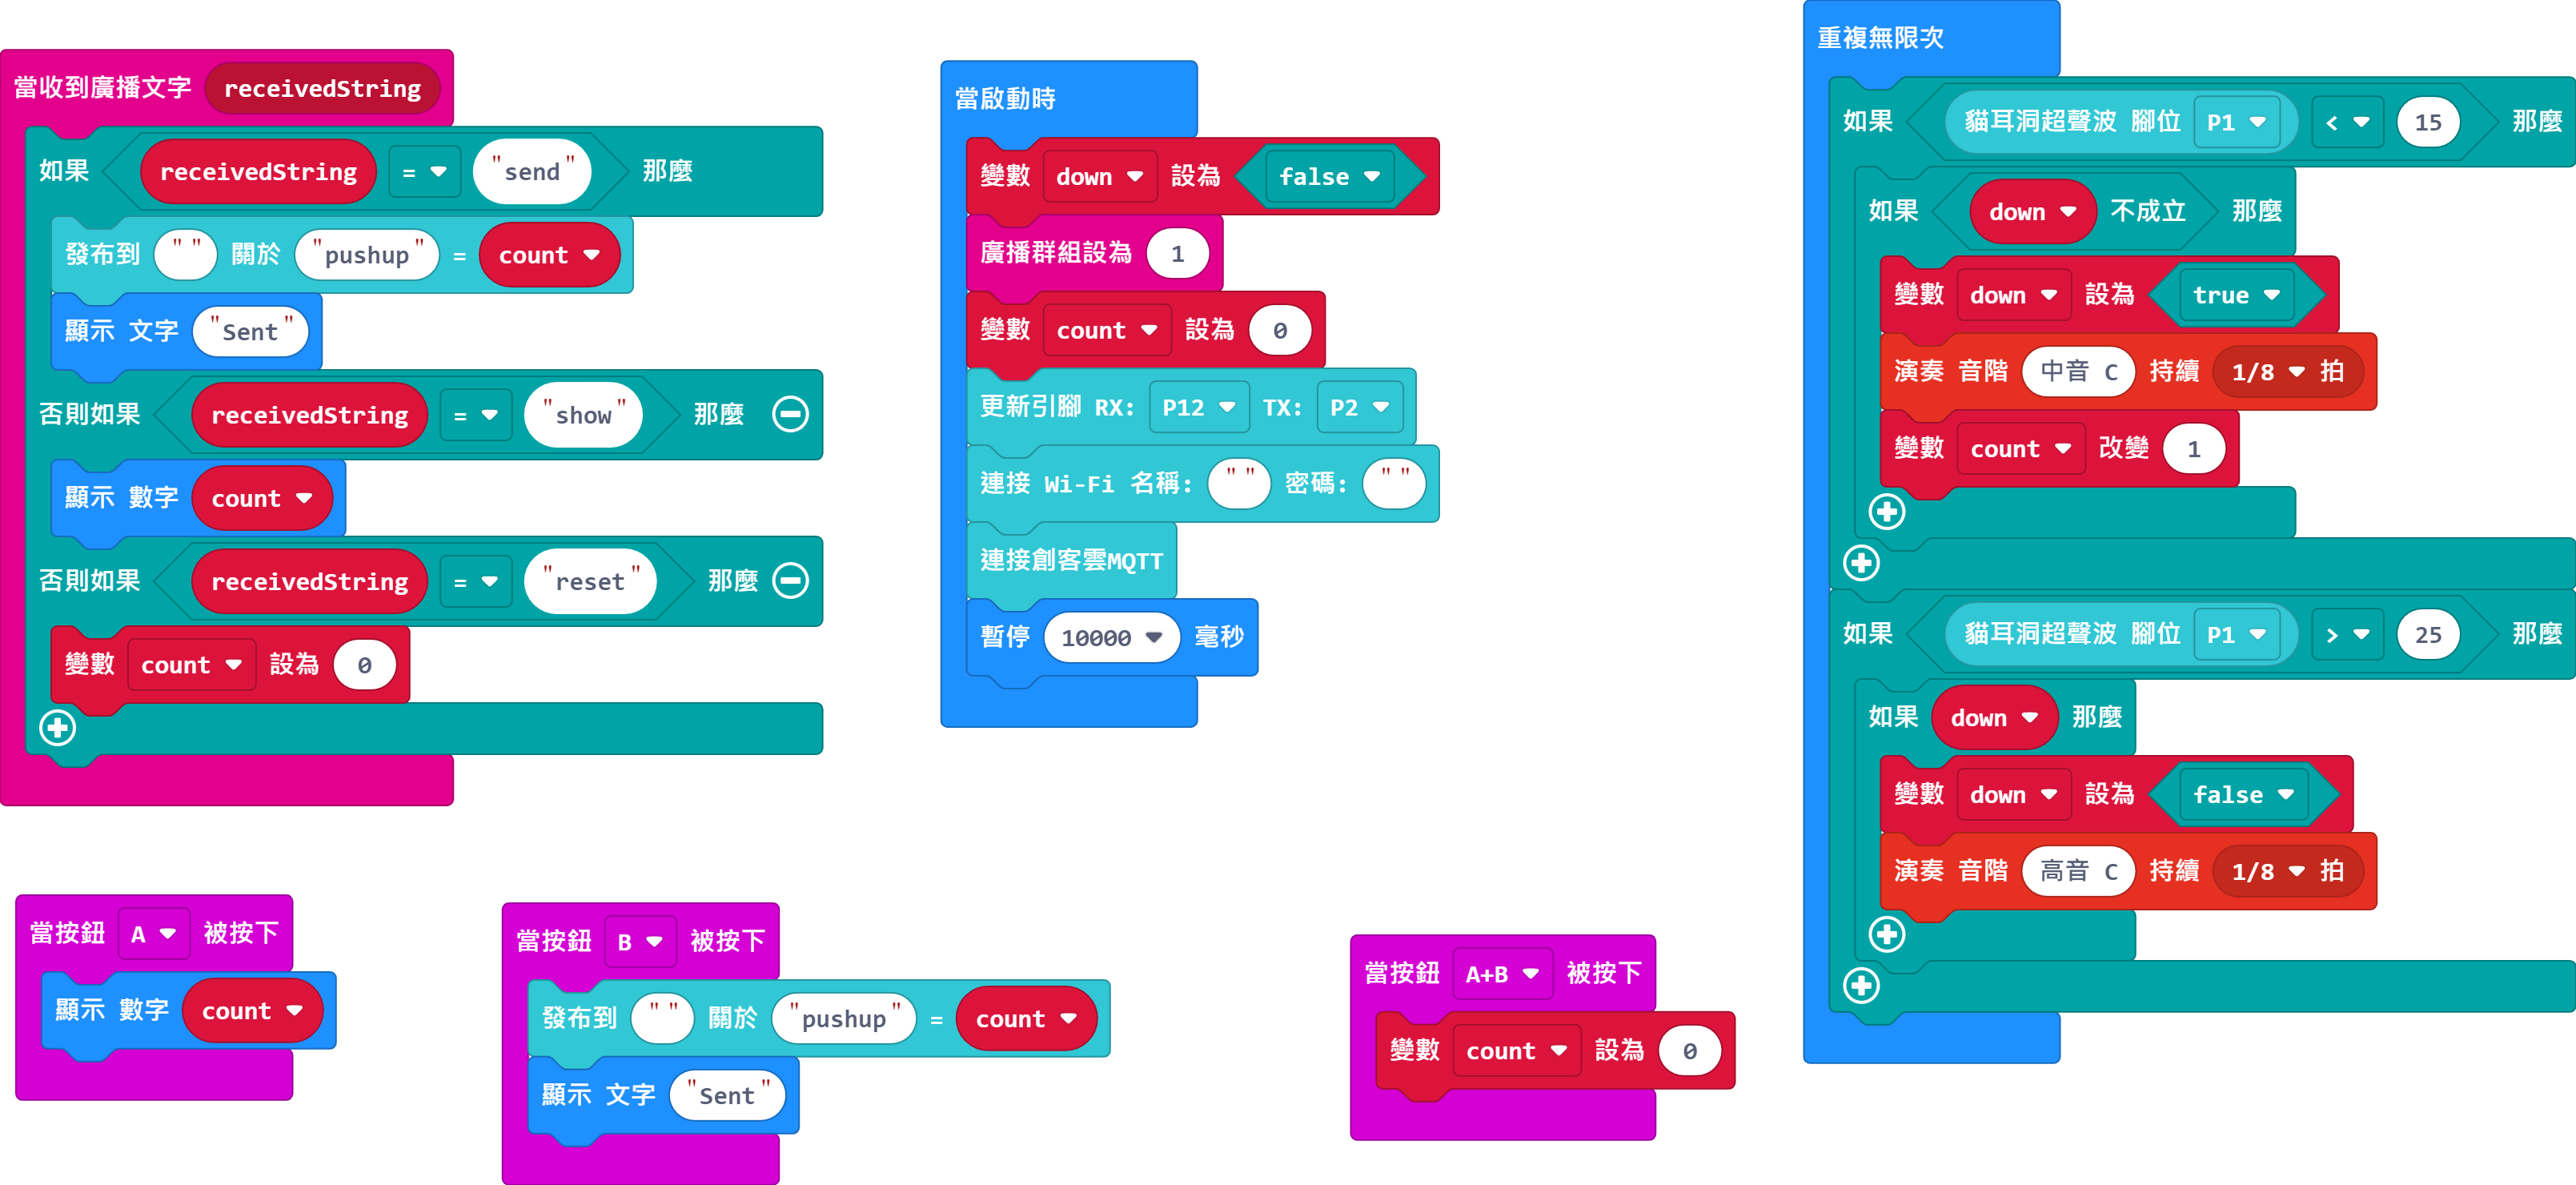 當收到廣播文字 receivedString
如果 receivedString = "send" 那麼
發布到 "" 關於 "pushup" = count
顯示 文字 "Sent"
否則如果 receivedString = "show" 那麼
顯示 數字 count
否則如果 receivedString = "reset" 那麼
變數 count 設為 0
當啟動時
變數 down 設為 false
廣播群組設為 1
變數 count 設為 0
更新引腳 RX: P12 TX: P2
連接 Wi-Fi 名稱: "" 密碼: ""
連接創客雲MQTT
暫停 10000 毫秒
重複無限次
如果 貓耳洞超聲波 腳位 P1 < 15 那麼
如果 down 不成立 那麼
變數 down 設為 true
演奏 音階 中音 C 持續 1/8 拍
變數 count 改變 1
如果 貓耳洞超聲波 腳位 P1 > 25 那麼
如果 down 那麼
變數 down 設為 false
演奏 音階 高音 C 持續 1/8 拍
當按鈕 A 被按下
顯示 數字 count
當按鈕 B 被按下
發布到 "" 關於 "pushup" = count
顯示 文字 "Sent"
當按鈕 A+B 被按下
變數 count 設為 0